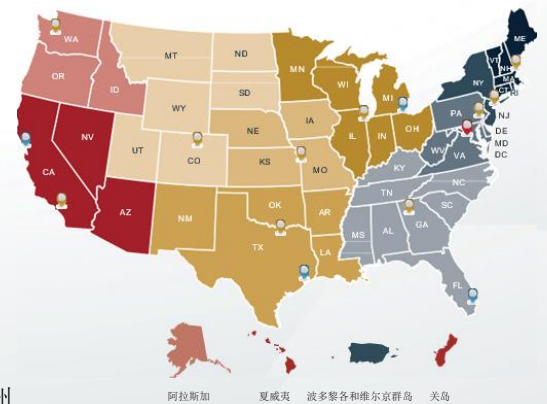 WA
ME
MT
ND
VT
NH
OR
MN
ID
WI
NY
MA
SD
MI
CT
RI
WY
PA
IA
NJ
NE
OH
NV
IL
IN
DE
UT
MD
CO
WV
VA
DC
CA
KS
MO
KY
NC
TN
OK
AZ
NM
AR
SC
MS
AL
GA
TX
LA
FL
州
阿拉斯加
夏威夷
波多黎各和维尔京群岛
关岛